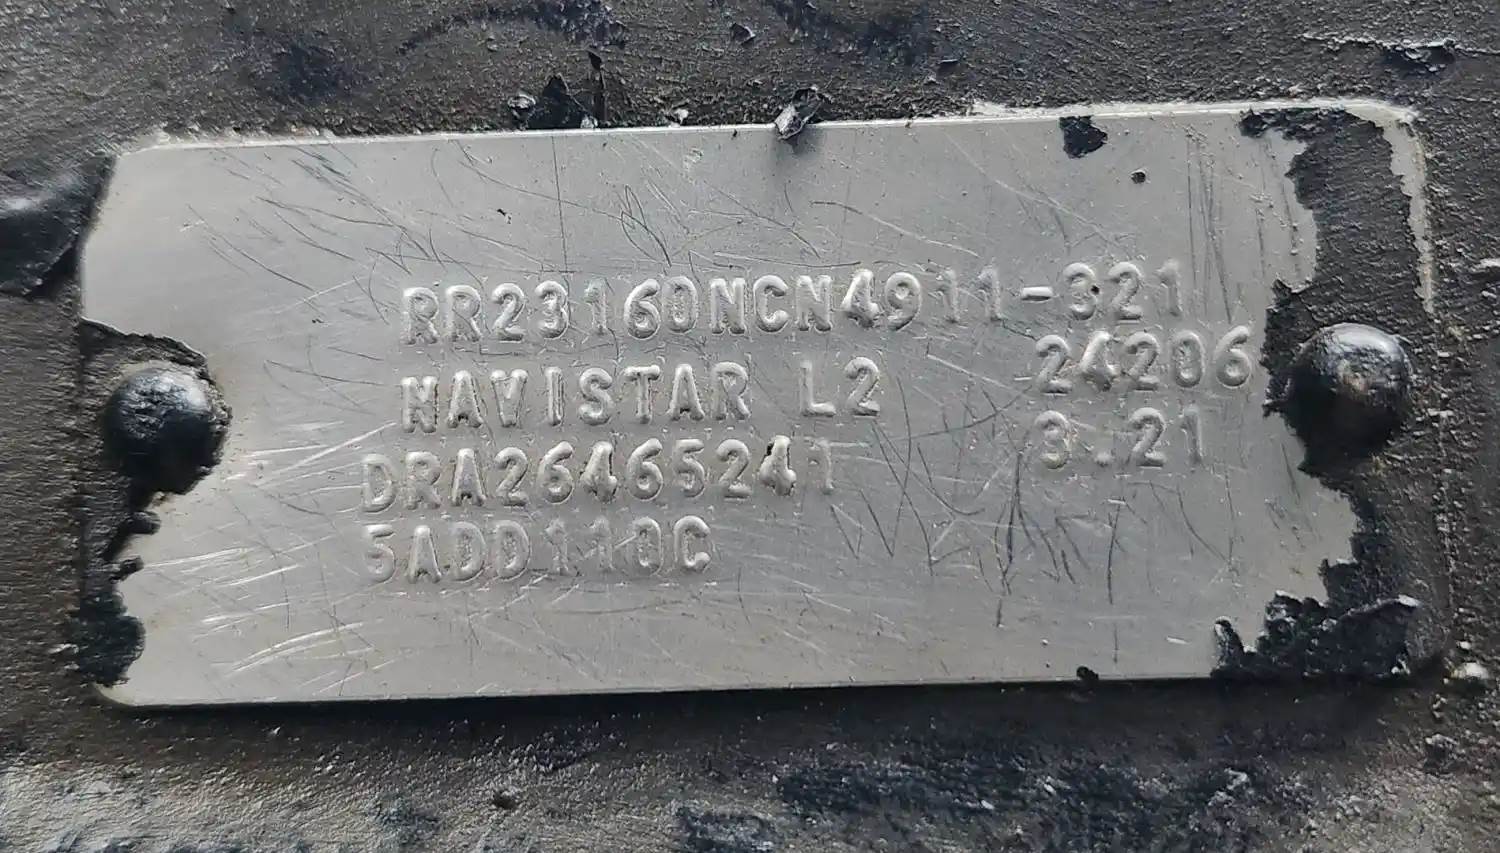 RR23160NCN4911-321
NAVISTAR L2 24206
DRA26465241 3.21
5ADD110C